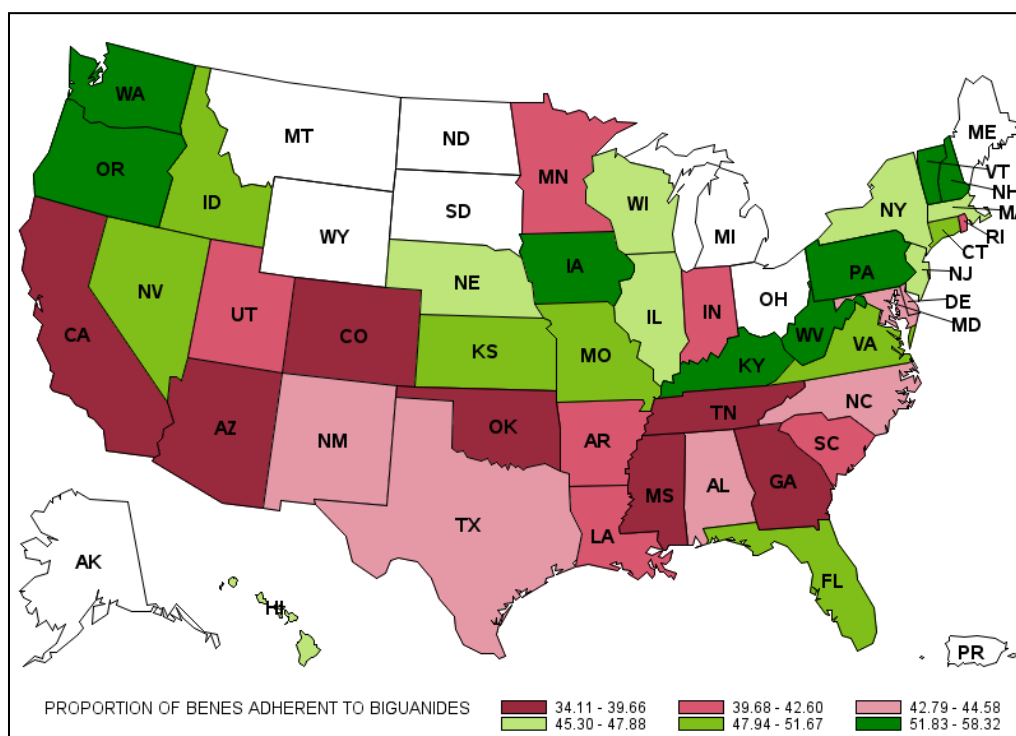 WA
MT
ND
ME
OR
MN
VT
ID
SD
WI
NY
NH
MA
WY
MI
RI
CT
IA
PA
NJ
NE
OH
NV
IL
IN
DE
UT
MD
CA
CO
KS
MO
WV
VA
KY
NC
TN
AZ
NM
OK
AR
SC
MS
AL
GA
TX
LA
AK
FL
HI
PR
PROPORTION OF BENES ADHERENT TO BIGUANIDES
34.11 - 39.66
39.68 - 42.60
42.79 - 44.58
45.30 - 47.88
47.94 - 51.67
51.83 - 58.32